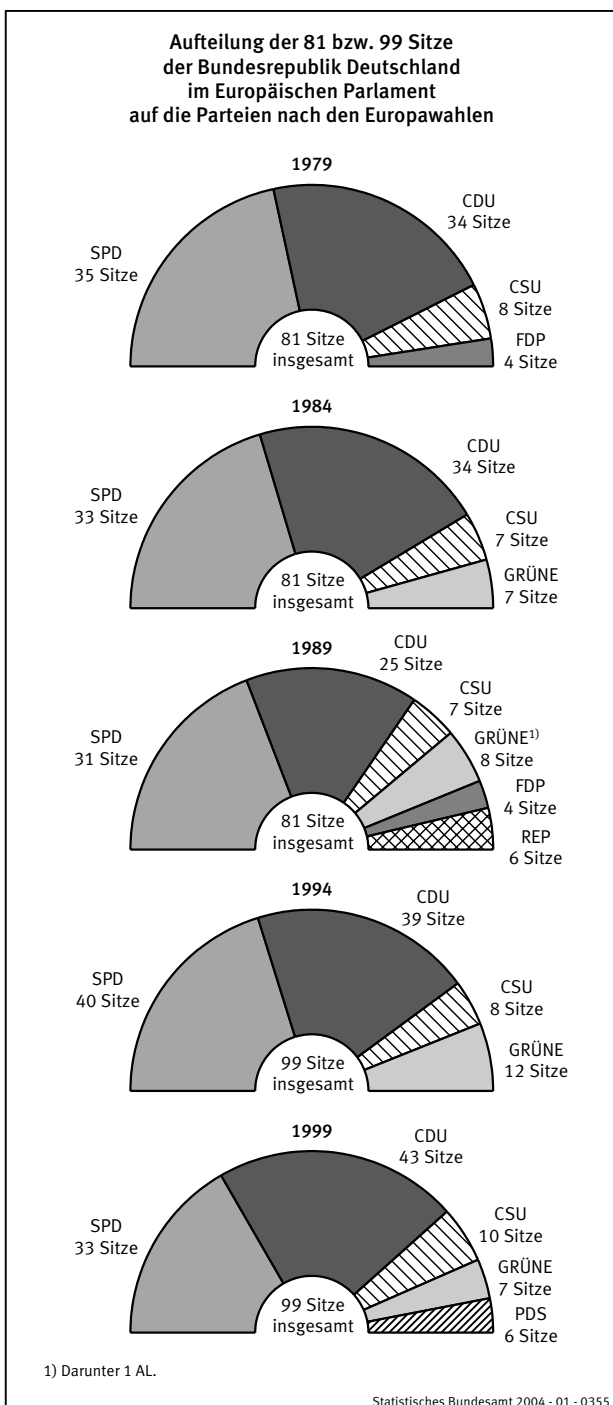 Aufteilung der 81 bzw. 99 Sitze
der Bundesrepublik Deutschland
im Europäischen Parlament
auf die Parteien nach den Europawahlen
1979
SPD
35 Sitze
CDU
34 Sitze
CSU
8 Sitze
FDP
4 Sitze
81 Sitze
insgesamt
1984
SPD
33 Sitze
CDU
34 Sitze
CSU
7 Sitze
GRÜNE
7 Sitze
81 Sitze
insgesamt
1989
SPD
31 Sitze
CDU
25 Sitze
CSU
7 Sitze
GRÜNE¹⁾
8 Sitze
FDP
4 Sitze
REP
6 Sitze
81 Sitze
insgesamt
1994
SPD
40 Sitze
CDU
39 Sitze
CSU
8 Sitze
GRÜNE
12 Sitze
99 Sitze
insgesamt
1999
SPD
33 Sitze
CDU
43 Sitze
CSU
10 Sitze
GRÜNE
7 Sitze
PDS
6 Sitze
99 Sitze
insgesamt
1) Darunter 1 AL.
Statistisches Bundesamt 2004 - 01 - 0355